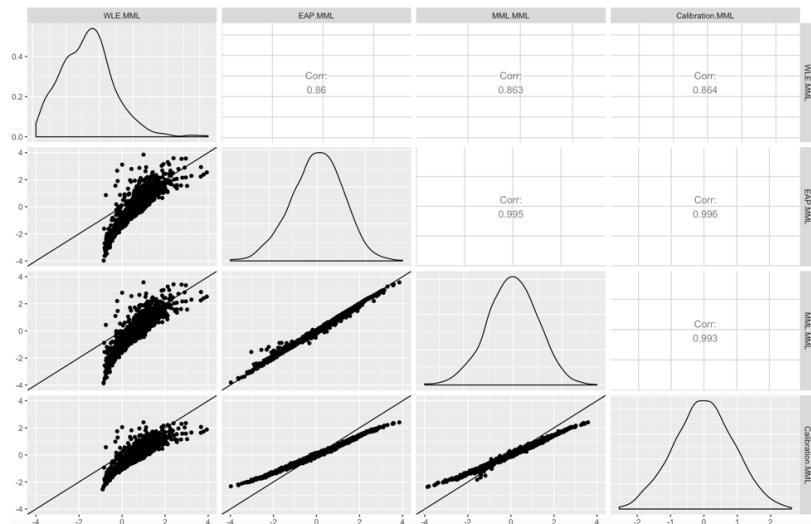 WLE.MML EAP.MML MML.MML Calibration.MML
0.4
0.2
0.0
Corr:
0.86
Corr:
0.863
Corr:
0.864
WLE.MML
4
2
0
-2
-4
Corr:
0.995
Corr:
0.996
EAP.MML
4
2
0
-2
-4
Corr:
0.993
MML.MML
4
2
0
-2
-4
Calibration.MML
-4 -2 0 2 4 -4 -2 0 2 4 -4 -2 0 2 4 -2 -1 0 1 2